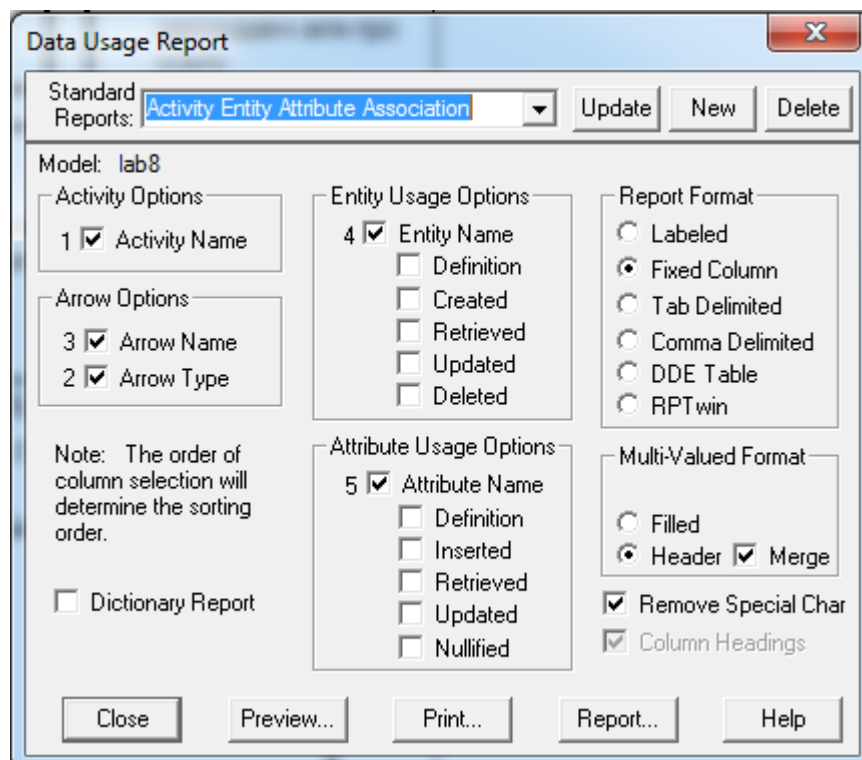 Data Usage Report
Standard Reports: Activity Entity Attribute Association
Update New Delete
Model: lab8
Activity Options
1 Activity Name
Arrow Options
3 Arrow Name
2 Arrow Type
Note: The order of
column selection will
determine the sorting
order.
Dictionary Report
Entity Usage Options
4 Entity Name
Definition
Created
Retrieved
Updated
Deleted
Attribute Usage Options
5 Attribute Name
Definition
Inserted
Retrieved
Updated
Nullified
Report Format
Labeled
Fixed Column
Tab Delimited
Comma Delimited
DDE Table
RPTwin
Multi-Valued Format
Filled
Header Merge
Remove Special Char
Column Headings
Close Preview... Print... Report... Help